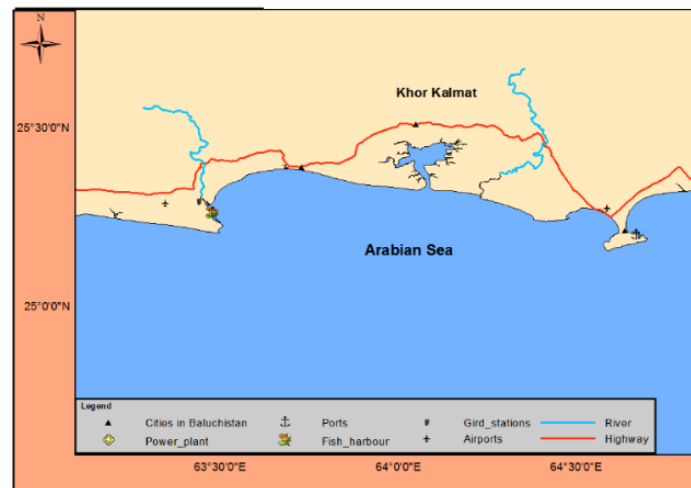 N
Khor Kalmat
25°30'0"N
Arabian Sea
25°0'0"N
Legend
Cities in Baluchistan
Ports
Gird_stations
River
Power_plant
Fish_harbour
Airports
Highway
63°30'0"E
64°0'0"E
64°30'0"E